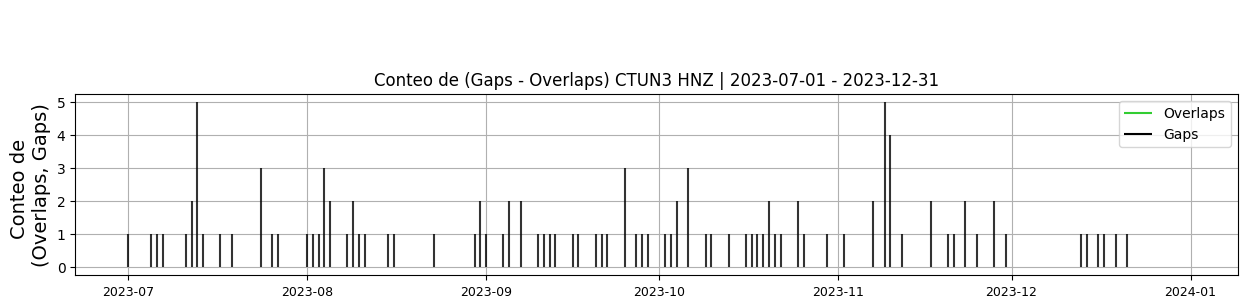 Conteo de (Gaps - Overlaps) CTUN3 HNZ | 2023-07-01 - 2023-12-31
Conteo de
(Overlaps, Gaps)
5
4
3
2
1
0
Overlaps
Gaps
2023-07
2023-08
2023-09
2023-10
2023-11
2023-12
2024-01